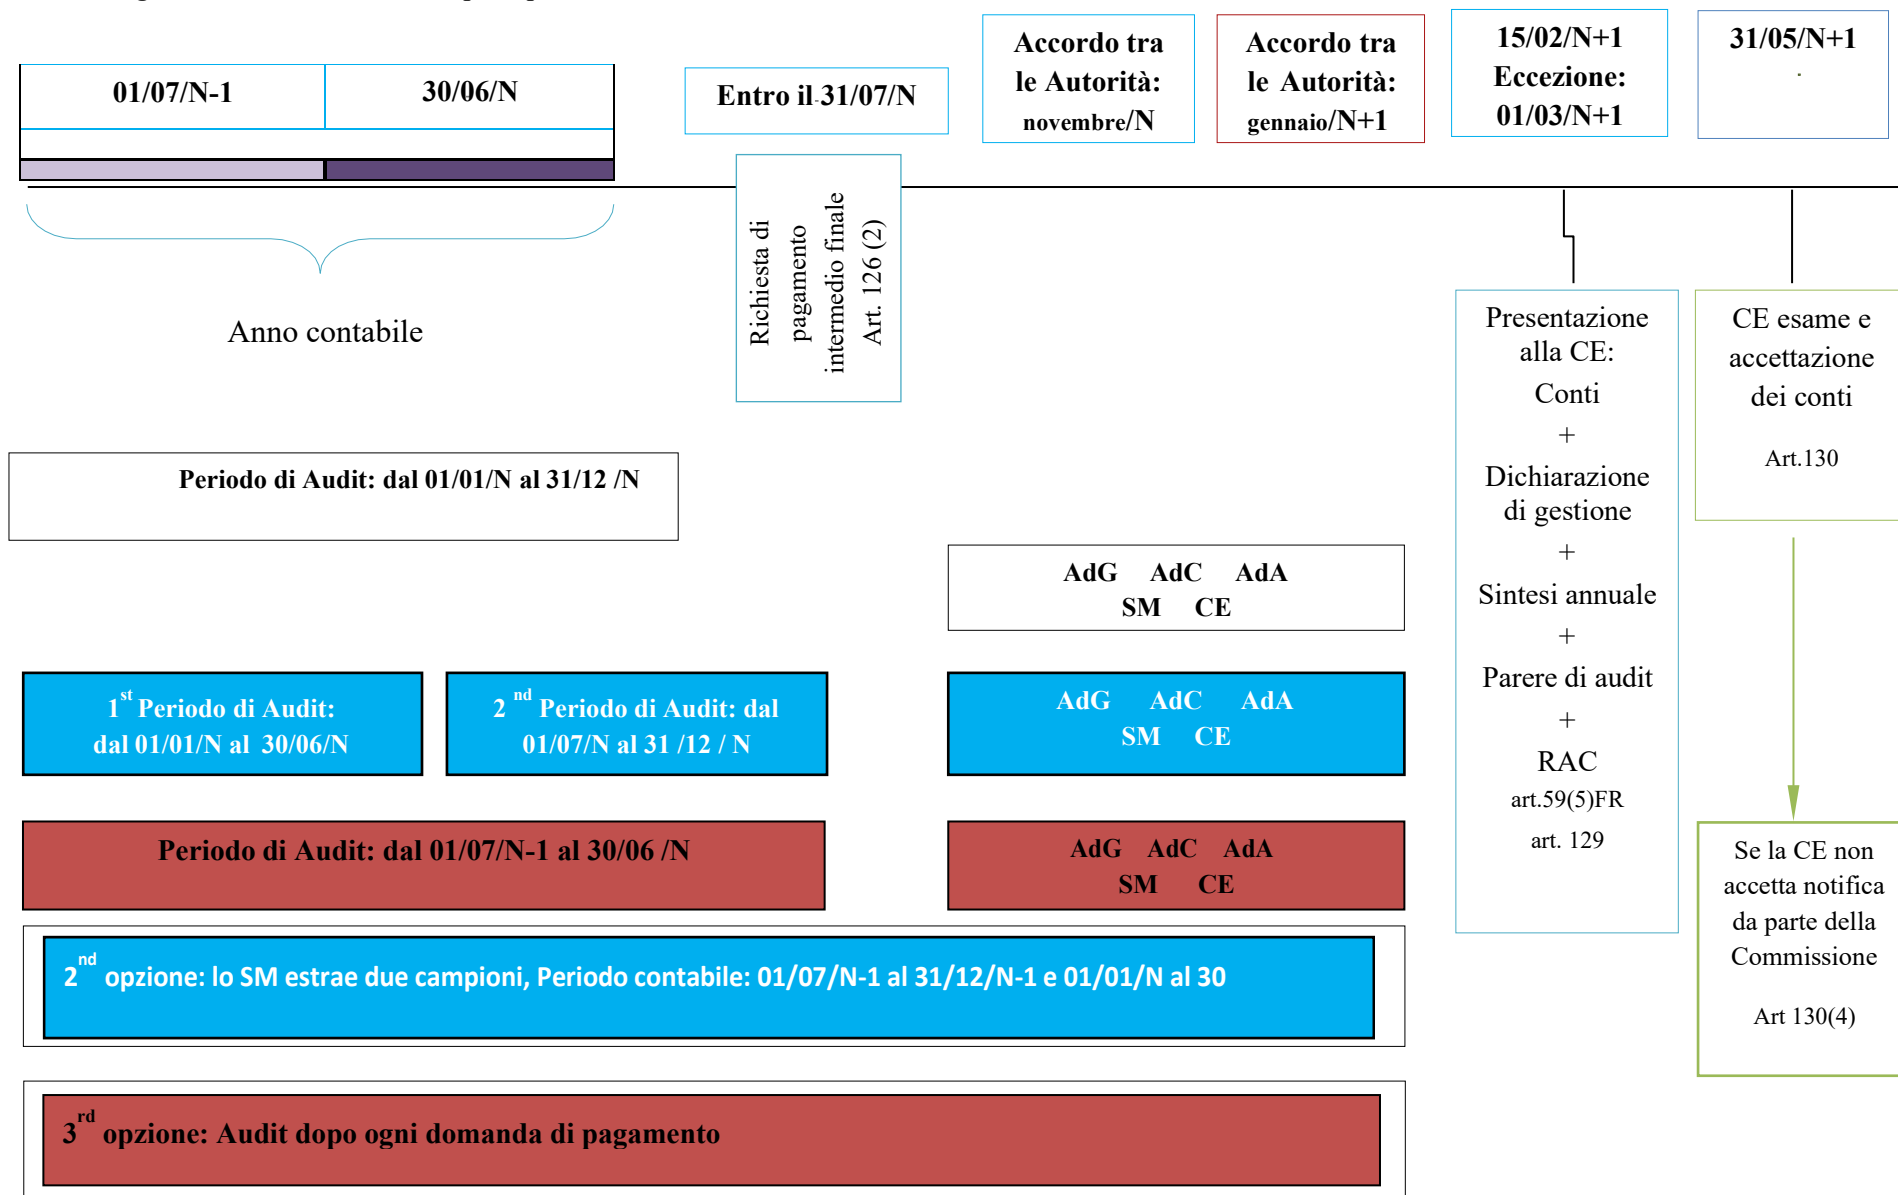 01/07/N-1
30/06/N
Entro il 31/07/N
Accordo tra
le Autorità:
novembre/N
Accordo tra
le Autorità:
gennaio/N+1
15/02/N+1
Eccezione:
01/03/N+1
31/05/N+1
Anno contabile
Richiesta di
pagamento
intermedio finale
Art. 126 (2)
Presentazione
alla CE:
Conti
+
Dichiarazione
di gestione
+
Sintesi annuale
+
Parere di audit
+
RAC
art.59(5)FR
art. 129
CE esame e
accettazione
dei conti
Art.130
Periodo di Audit: dal 01/01/N al 31/12 /N
AdG AdC AdA
SM CE
1st Periodo di Audit:
dal 01/01/N al 30/06/N
2 nd Periodo di Audit: dal
01/07/N al 31 /12 / N
AdG AdC AdA
SM CE
Periodo di Audit: dal 01/07/N-1 al 30/06 /N
AdG AdC AdA
SM CE
Se la CE non
accetta notifica
da parte della
Commissione
Art 130(4)
2nd opzione: lo SM estrae due campioni, Periodo contabile: 01/07/N-1 al 31/12/N-1 e 01/01/N al 30
3rd opzione: Audit dopo ogni domanda di pagamento